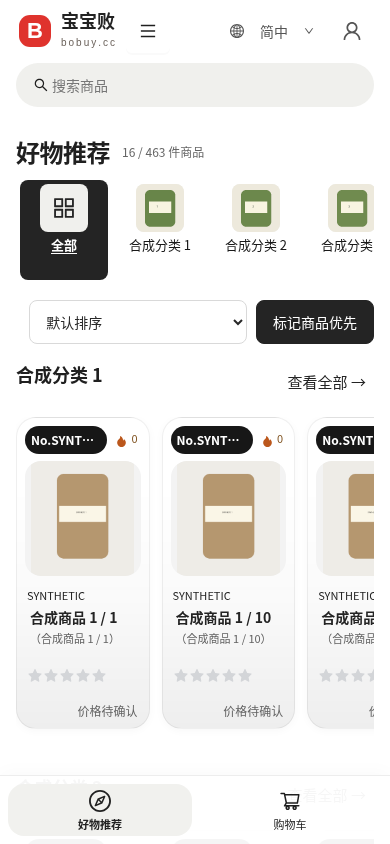 B 宝宝败
bobuy.cc
简中
搜索商品
好物推荐 16 / 463 件商品
全部 合成分类 1 合成分类 2 合成分类
默认排序 标记商品优先
合成分类 1 查看全部 →
No.SYNT··· 0 No.SYNT··· 0 No.SYNT
SYNTHETIC SYNTHETIC SYNTHETIC
合成商品 1 / 1 合成商品 1 / 10 合成商品
（合成商品 1 / 1） （合成商品 1 / 10） （合成商品
价格待确认 价格待确认
查看全部 →
好物推荐 购物车